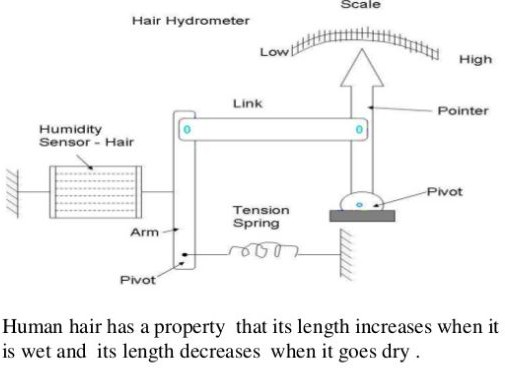 Scale
Hair Hydrometer
Low
High
Link
Pointer
Humidity
Sensor - Hair
Pivot
Tension
Spring
Arm
Pivot
0
0
0
Human hair has a property that its length increases when it
is wet and its length decreases when it goes dry .